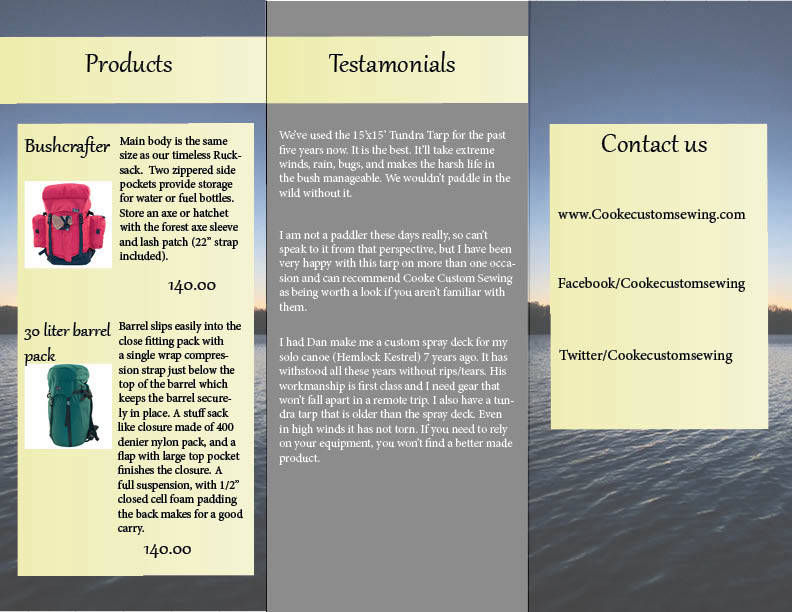 Products
Bushcrafter
Main body is the same
size as our timeless Ruck-
sack. Two zippered side
pockets provide storage
for water or fuel bottles.
Store an axe or hatchet
with the forest axe sleeve
and lash patch (22” strap
included).
140.00
30 liter barrel
pack
Barrel slips easily into the
close fitting pack with
a single wrap compres-
sion strap just below the
top of the barrel which
keeps the barrel secure-
ly in place. A stuff sack
like closure made of 400
denier nylon pack, and a
flap with large top pocket
finishes the closure. A
full suspension, with 1/2”
closed cell foam padding
the back makes for a good
carry.
140.00
Testamonials
We’ve used the 15’x15’ Tundra Tarp for the past
five years now. It is the best. It’ll take extreme
winds, rain, bugs, and makes the harsh life in
the bush manageable. We wouldn’t paddle in the
wild without it.
I am not a paddler these days really, so can’t
speak to it from that perspective, but I have been
very happy with this tarp on more than one occa-
sion and can recommend Cooke Custom Sewing
as being worth a look if you aren’t familiar with
them.
I had Dan make me a custom spray deck for my
solo canoe (Hemlock Kestrel) 7 years ago. It has
withstood all these years without rips/tears. His
workmanship is first class and I need gear that
won’t fall apart in a remote trip. I also have a tun-
dra tarp that is older than the spray deck. Even
in high winds it has not torn. If you need to rely
on your equipment, you won’t find a better made
product.
Contact us
www.Cookecustomsewing.com
Facebook/Cookecustomsewing
Twitter/Cookecustomsewing